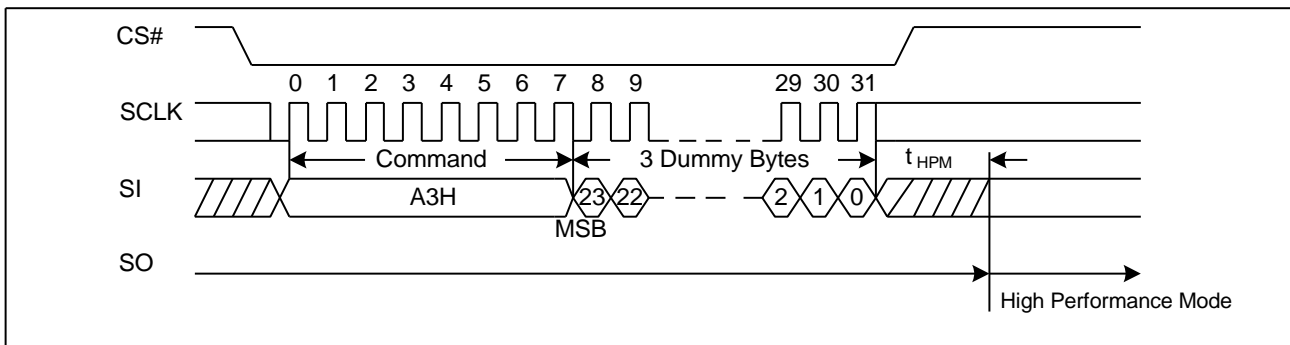 CS#
0 1 2 3 4 5 6 7 8 9 29 30 31
SCLK
Command 3 Dummy Bytes t HPM
SI A3H 23 22 2 1 0
MSB
SO
High Performance Mode